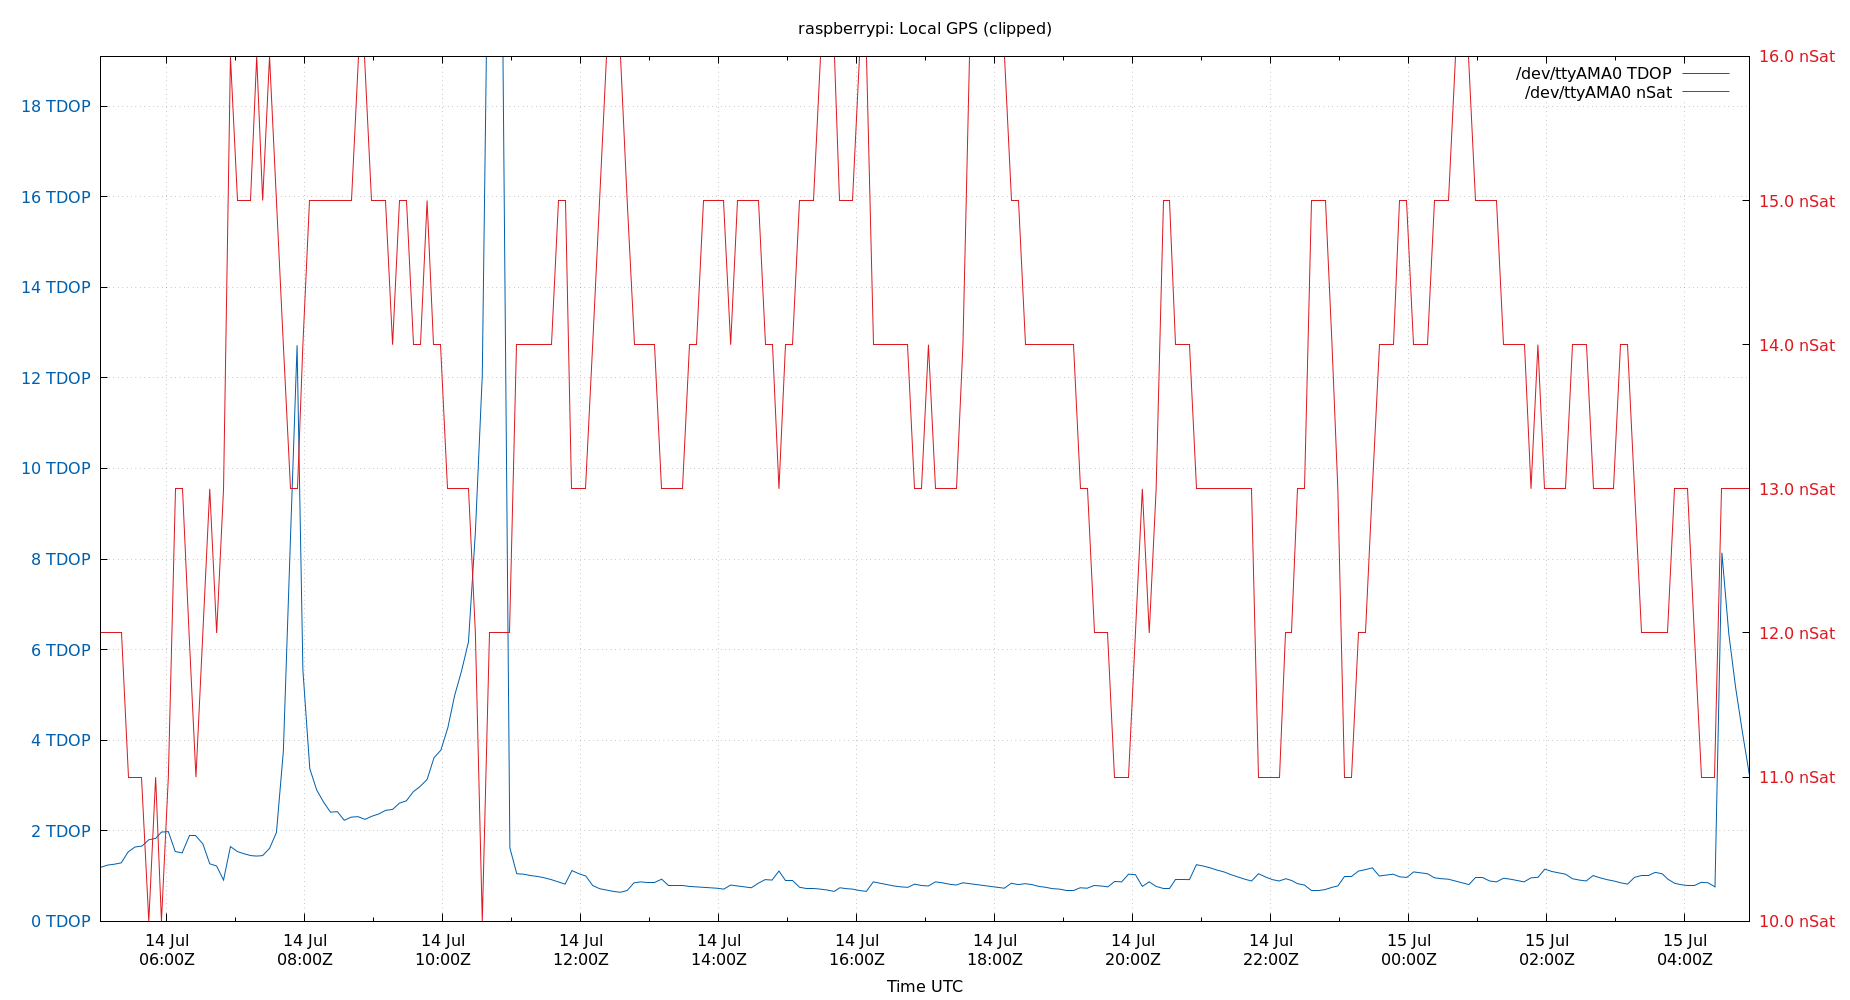 raspberrypi: Local GPS (clipped)
/dev/ttyAMA0 TDOP
/dev/ttyAMA0 nSat
18 TDOP
16 TDOP
14 TDOP
12 TDOP
10 TDOP
8 TDOP
6 TDOP
4 TDOP
2 TDOP
0 TDOP
16.0 nSat
15.0 nSat
14.0 nSat
13.0 nSat
12.0 nSat
11.0 nSat
10.0 nSat
14 Jul
06:00Z
14 Jul
08:00Z
14 Jul
10:00Z
14 Jul
12:00Z
14 Jul
14:00Z
14 Jul
16:00Z
14 Jul
18:00Z
14 Jul
20:00Z
14 Jul
22:00Z
15 Jul
00:00Z
15 Jul
02:00Z
15 Jul
04:00Z
Time UTC